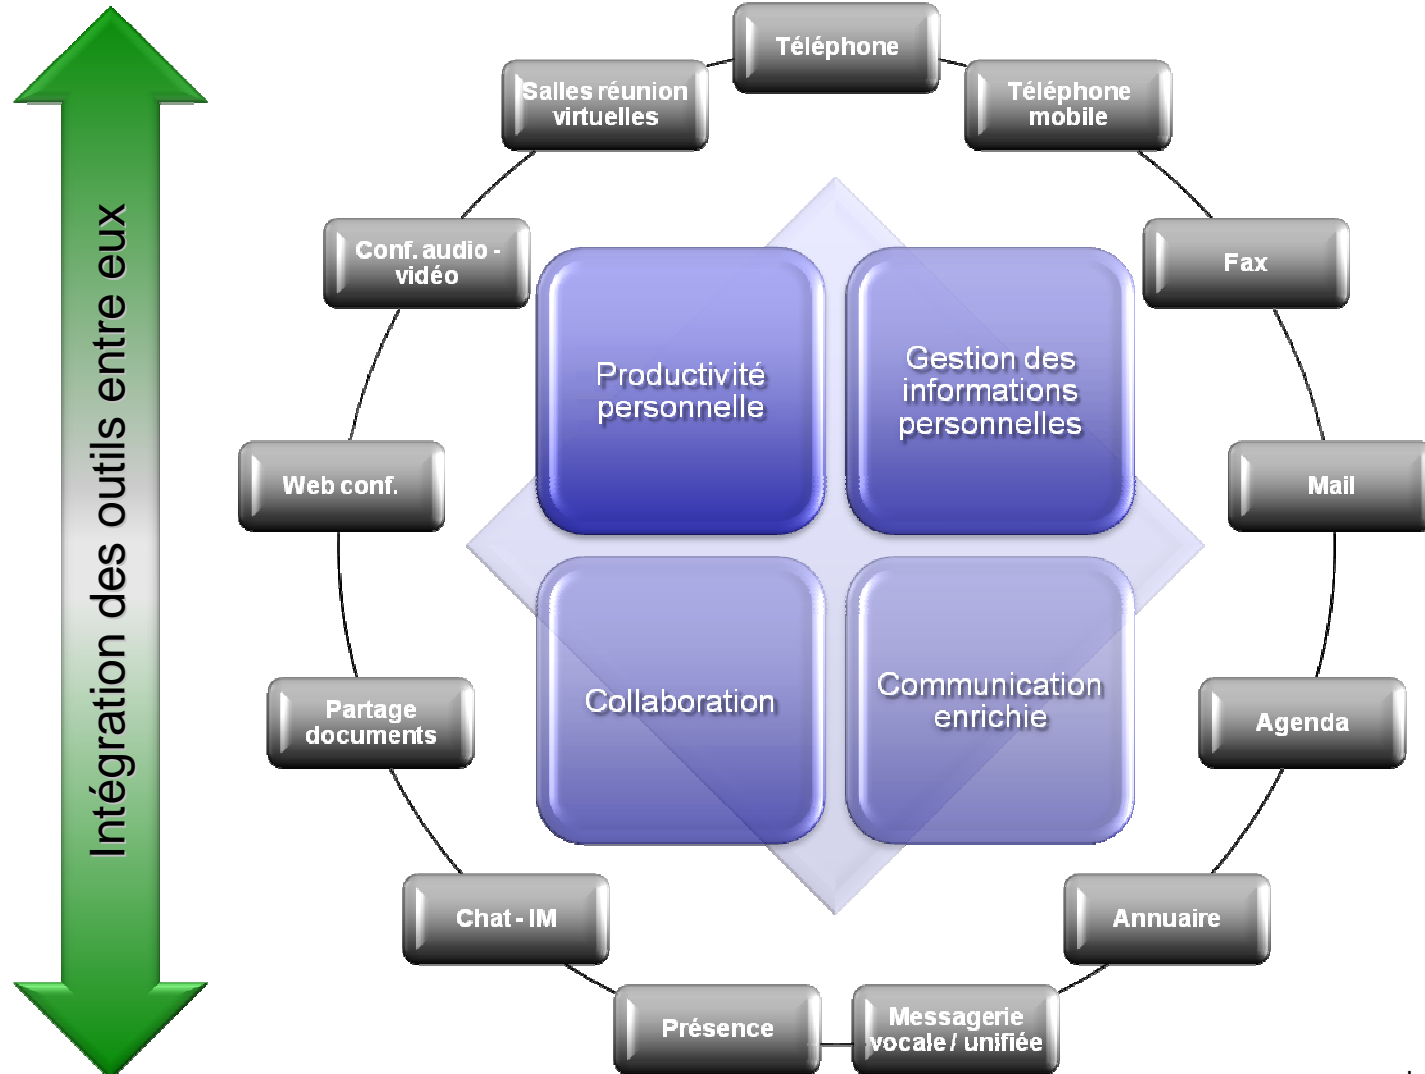 Intégration des outils entre eux
Téléphone
Téléphone
mobile
Fax
Mail
Agenda
Annuaire
Messagerie
vocale / unifiée
Présence
Chat - IM
Partage
documents
Web conf.
Conf. audio -
vidéo
Salles réunion
virtuelles
Productivité
personnelle
Gestion des
informations
personnelles
Collaboration
Communication
enrichie